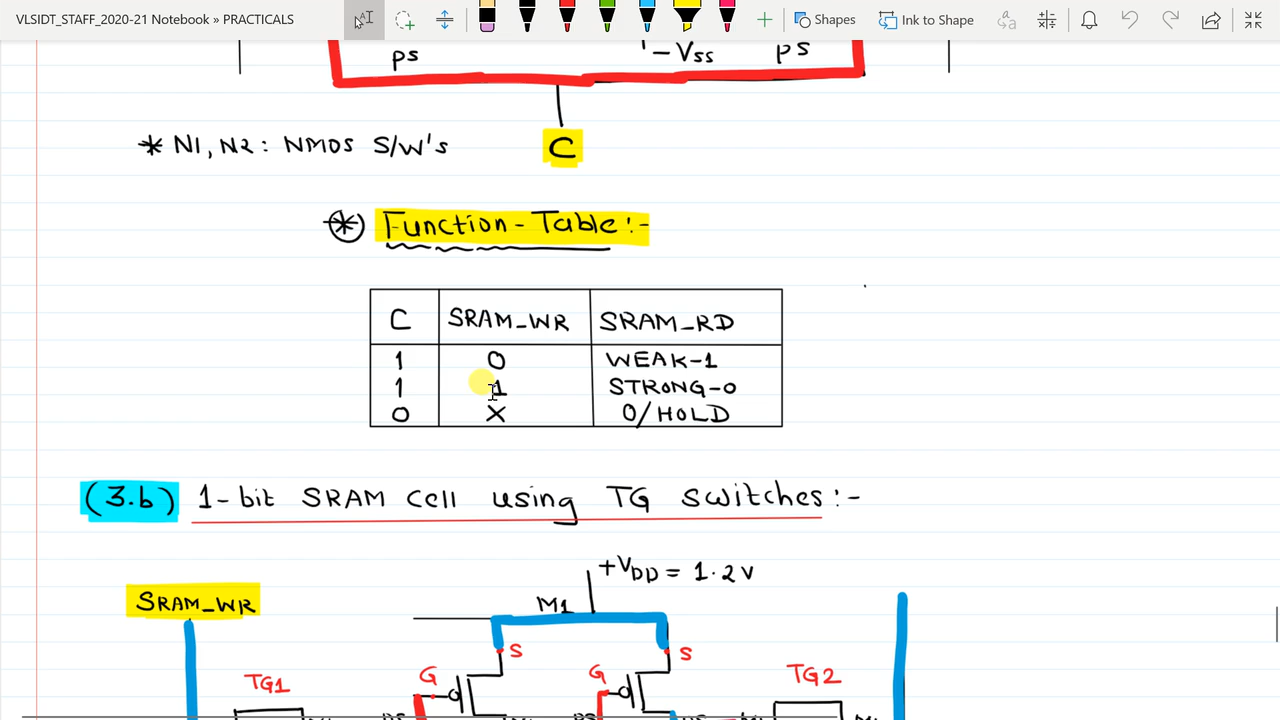 VLSIDT_STAFF_2020-21 Notebook » PRACTICALS
Shapes
Ink to Shape
ps
-Vss
ps
C
* N1, N2: NMOS S/W's
* Function-Table:-
C SRAM_WR SRAM_RD
1 0 WEAK-1
1 1 STRONG-0
0 X 0/HOLD
(3.b) 1-bit SRAM Cell using TG switches:-
+VDD = 1.2V
SRAM_WR
M1
S
S
G
G
TG1
TG2